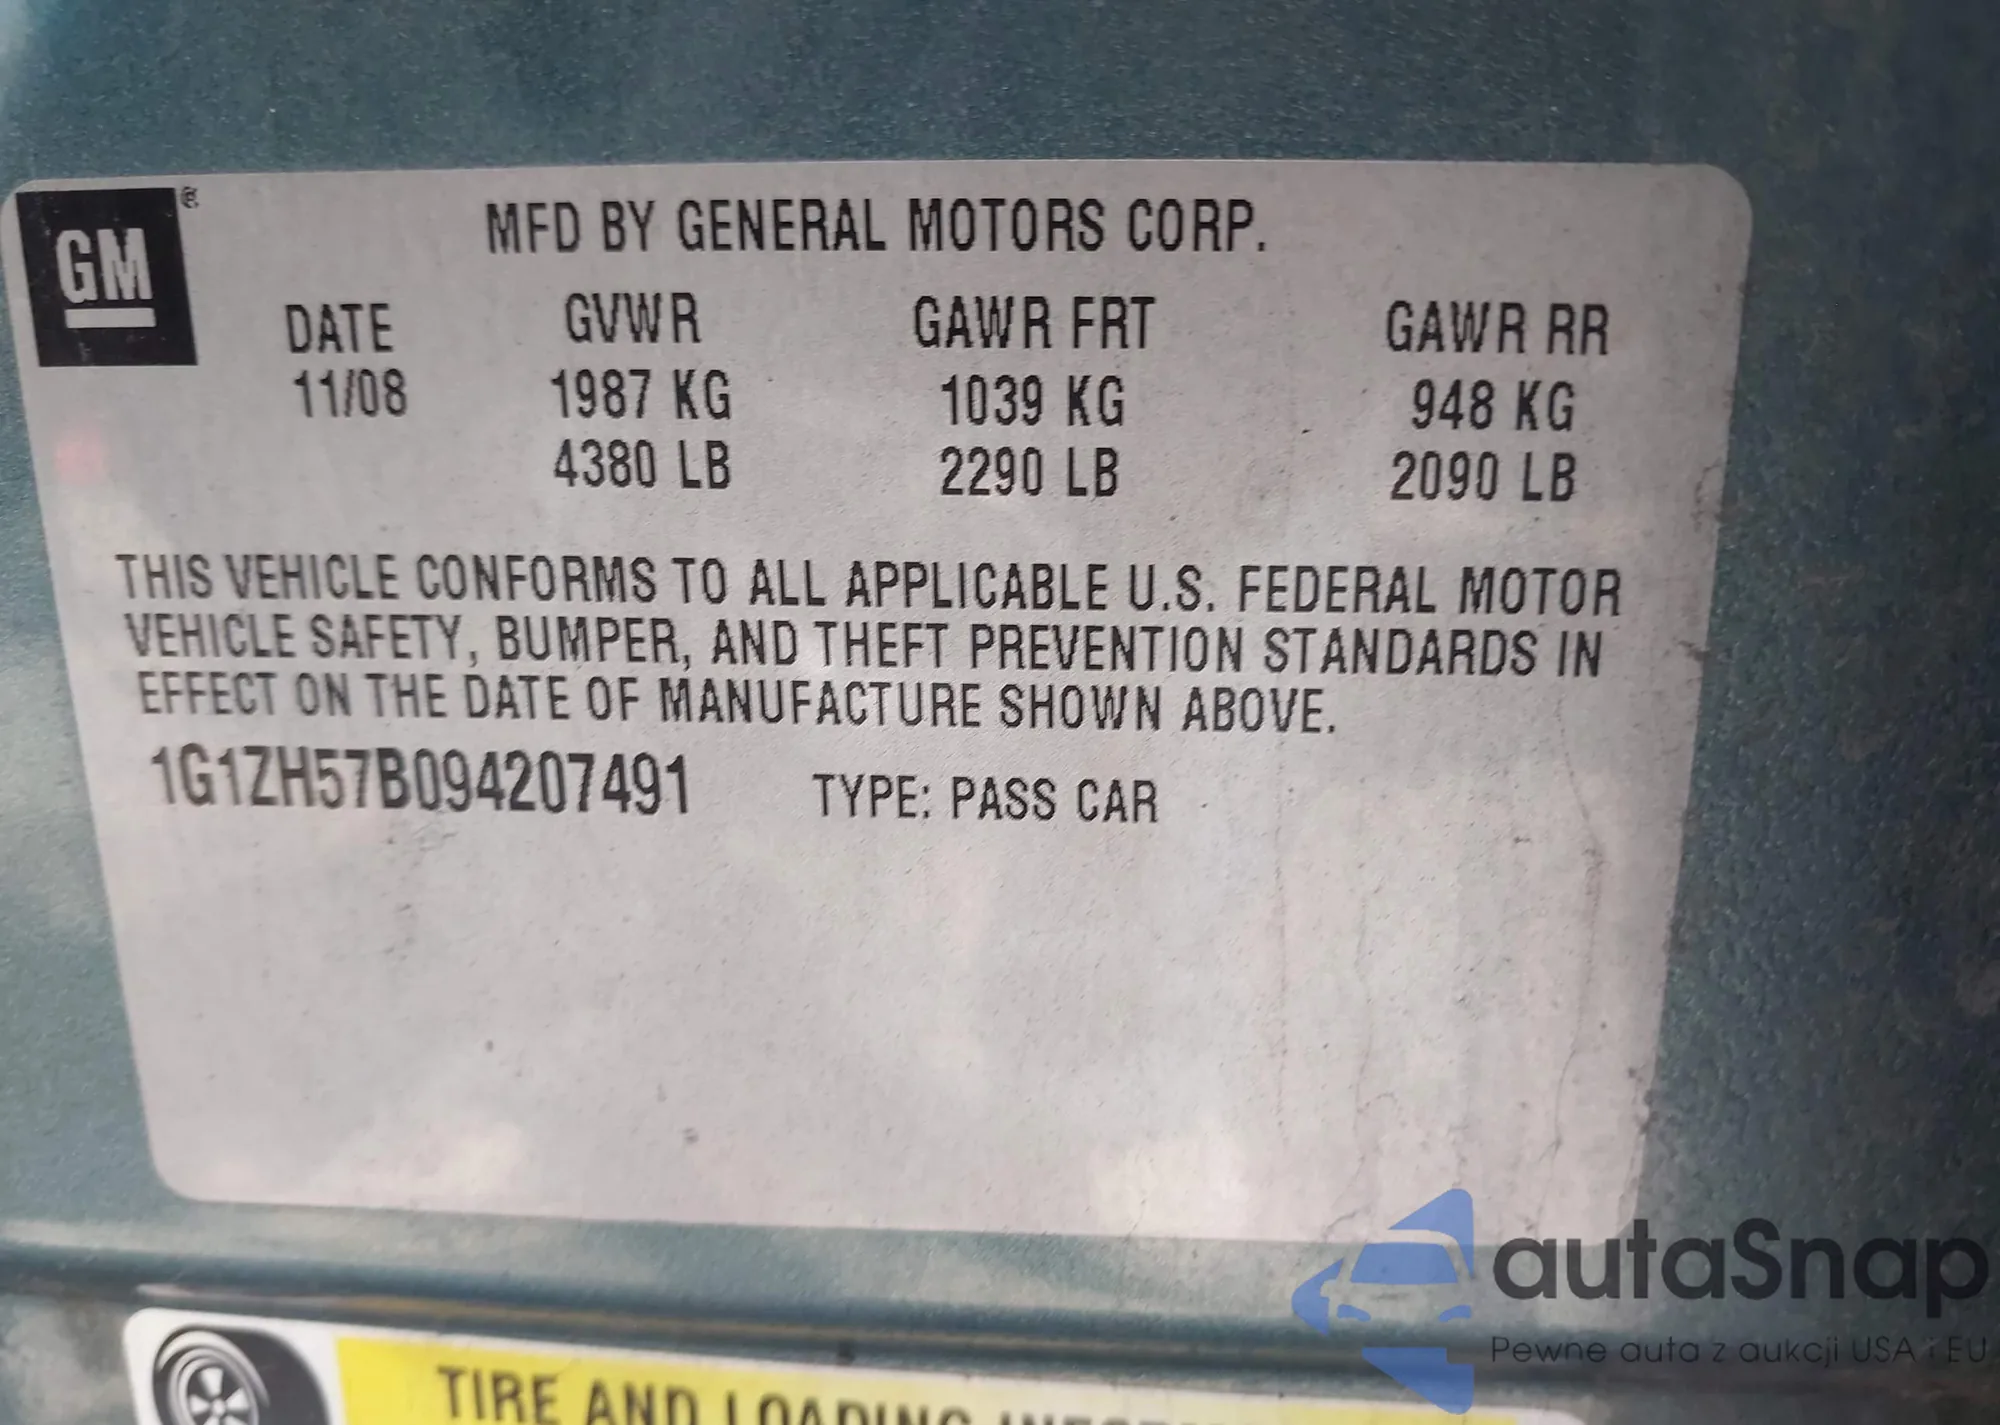 GM ®
MFD BY GENERAL MOTORS CORP.
DATE GVWR GAWR FRT GAWR RR
11/08 1987 KG 1039 KG 948 KG
4380 LB 2290 LB 2090 LB
THIS VEHICLE CONFORMS TO ALL APPLICABLE U.S. FEDERAL MOTOR
VEHICLE SAFETY, BUMPER, AND THEFT PREVENTION STANDARDS IN
EFFECT ON THE DATE OF MANUFACTURE SHOWN ABOVE.
1G1ZH57B094207491 TYPE: PASS CAR
autaSnap
Pewne auta z aukcji USA i EU
TIRE AND LOADING